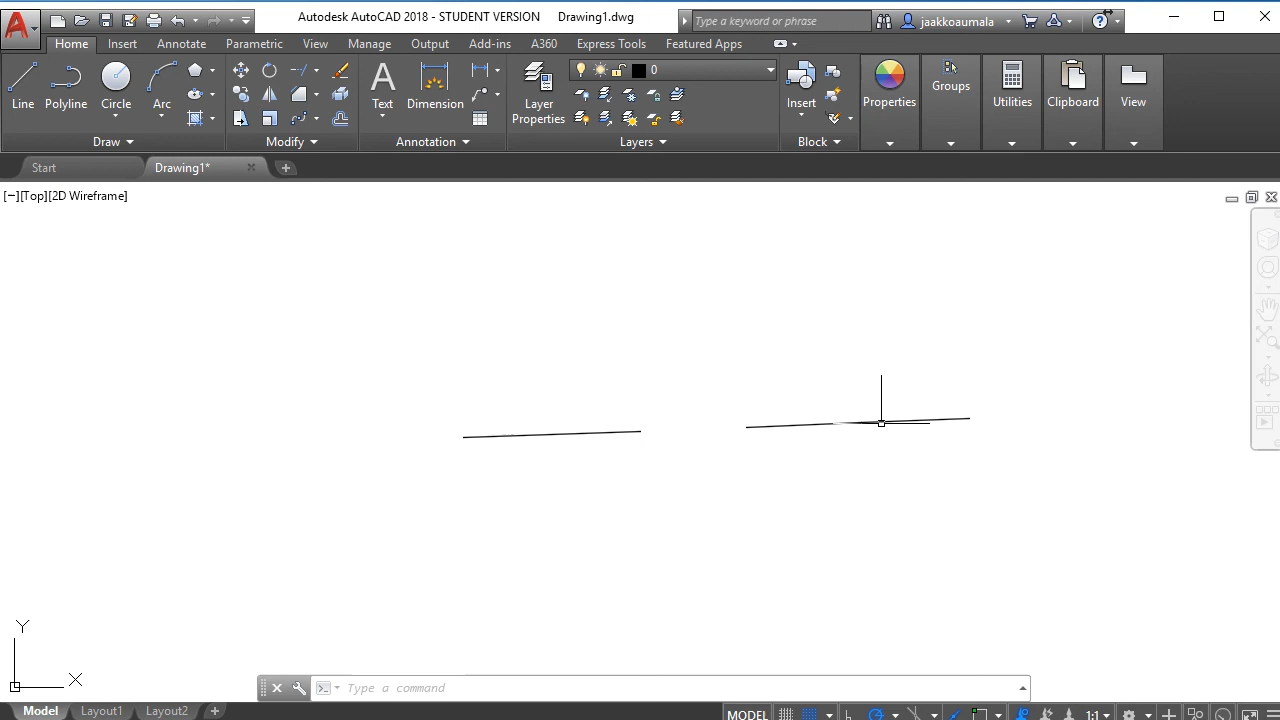 Autodesk AutoCAD 2018 - STUDENT VERSION Drawing1.dwg
Type a keyword or phrase
jaakkoaumala
Home Insert Annotate Parametric View Manage Output Add-ins A360 Express Tools Featured Apps
Line Polyline Circle Arc
Draw
Modify
Text Dimension
Annotation
Layer Properties
0
Layers
Insert
Block
Properties
Groups
Utilities
Clipboard
View
Start Drawing1*
[−][Top][2D Wireframe]
Y
X
Type a command
Model Layout1 Layout2
MODEL 1:1